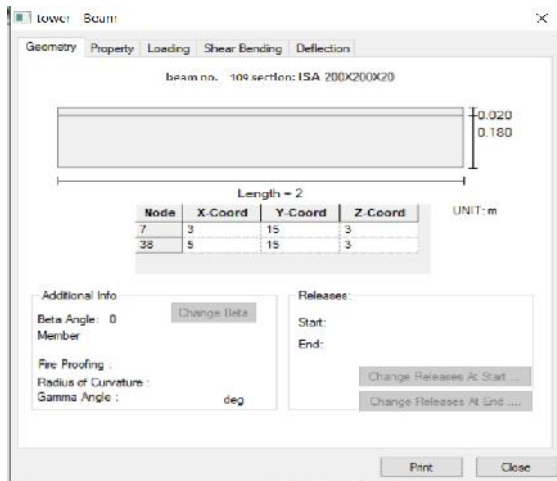 tower - Beam
Geometry Property Loading Shear Bending Deflection
beam no. 109 section: ISA 200X200X20
0.020
0.180
Length = 2
Node X-Coord Y-Coord Z-Coord UNIT: m
7 3 15 3
38 5 15 3
Additional Info Releases:
Beta Angle: 0 Change Beta Start:
Member End:
Fire Proofing :
Radius of Curvature : Change Releases At Start ...
Gamma Angle : deg Change Releases At End ....
Print Close